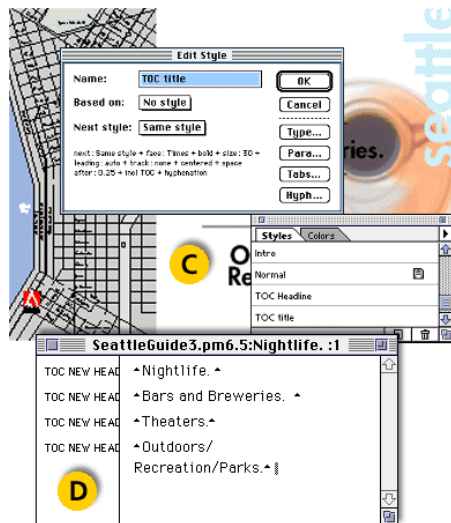 seattle
Edit Style
Name: TOC title
OK
Based on: No style
Cancel
Next style: Same style
Type...
next : Same style + face : Times + bold + size : 30 +
leading : auto + track : none + centered + space
after : 0.25 + incl TOC + hyphenation
Para...
Tabs...
Hyph...
ries.
Styles Colors
C
Intro
Normal
TOC Headline
TOC title
O
Re
SeattleGuide3.pm6.5:Nightlife. :1
TOC NEW HEAD Nightlife.
TOC NEW HEAD Bars and Breweries.
TOC NEW HEAD Theaters.
TOC NEW HEAD Outdoors/
Recreation/Parks.
D